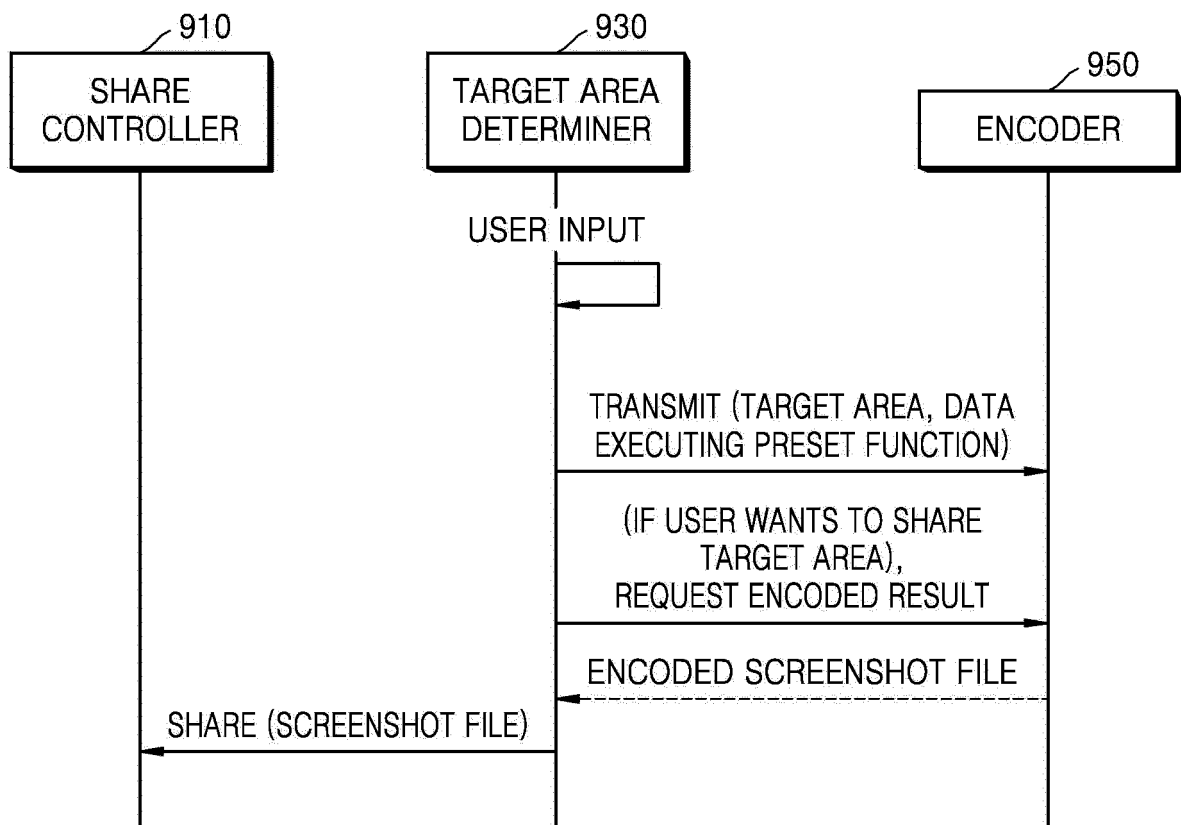 910
930
950
SHARE
CONTROLLER
TARGET AREA
DETERMINER
ENCODER
USER INPUT
TRANSMIT (TARGET AREA, DATA
EXECUTING PRESET FUNCTION)
(IF USER WANTS TO SHARE
TARGET AREA),
REQUEST ENCODED RESULT
ENCODED SCREENSHOT FILE
SHARE (SCREENSHOT FILE)